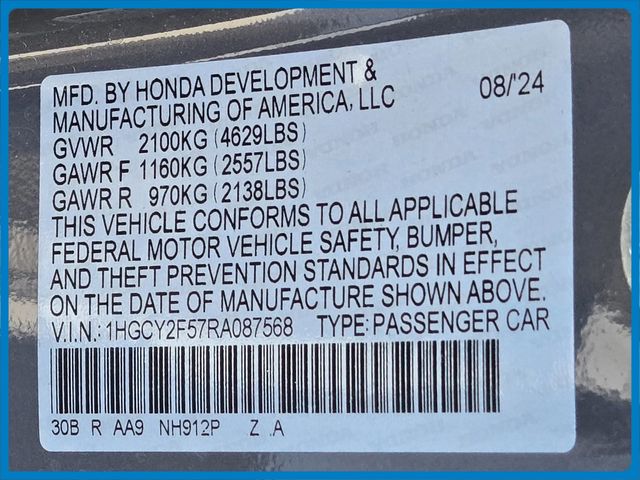 MFD. BY HONDA DEVELOPMENT & 08/'24
MANUFACTURING OF AMERICA, LLC
GVWR 2100KG (4629LBS)
GAWR F 1160KG (2557LBS)
GAWR R 970KG (2138LBS)
THIS VEHICLE CONFORMS TO ALL APPLICABLE
FEDERAL MOTOR VEHICLE SAFETY, BUMPER,
AND THEFT PREVENTION STANDARDS IN EFFECT
ON THE DATE OF MANUFACTURE SHOWN ABOVE.
V.I.N.: 1HGCY2F57RA087568 TYPE: PASSENGER CAR
30B R AA9 NH912P Z .A